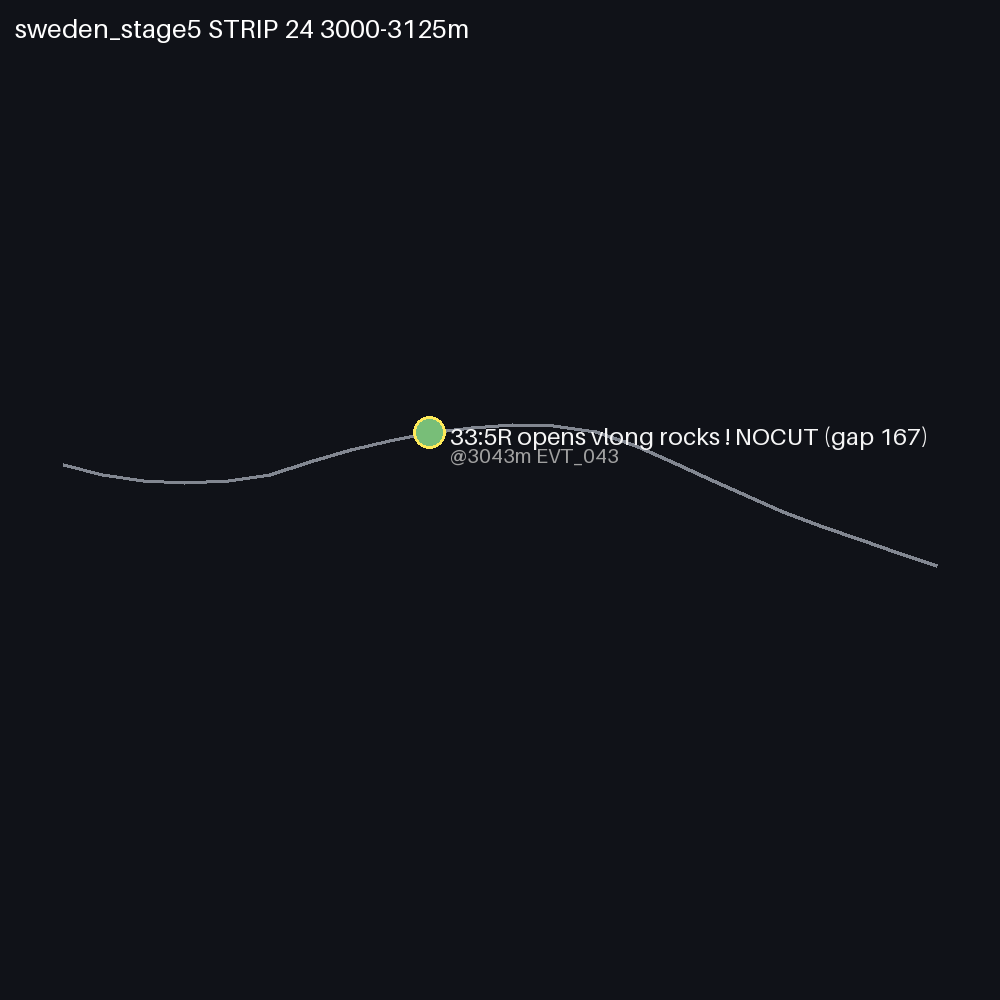 sweden_stage5 STRIP 24 3000-3125m
33:5R opens vlong rocks ! NOCUT (gap 167)
@3043m EVT_043